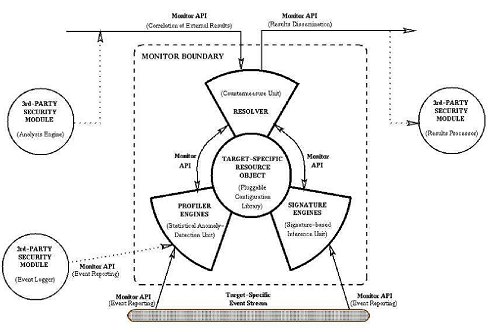 Monitor API
(Correlation of External Results)
Monitor API
(Results Dissemination)
MONITOR BOUNDARY
(Countermeasure Unit)
RESOLVER
3rd-PARTY
SECURITY
MODULE
(Analysis Engine)
3rd-PARTY
SECURITY
MODULE
(Results Processor)
Monitor
API
Monitor
API
TARGET-SPECIFIC
RESOURCE
OBJECT
(Pluggable
Configuration
Library)
PROFILER
ENGINES
(Statistical Anomaly-
Detection Unit)
SIGNATURE
ENGINES
(Signature-based
Inference Unit)
3rd-PARTY
SECURITY
MODULE
(Event Logger)
Monitor API
(Event Reporting)
Monitor API
(Event Reporting)
Target-Specific
Event Stream
Monitor API
(Event Reporting)